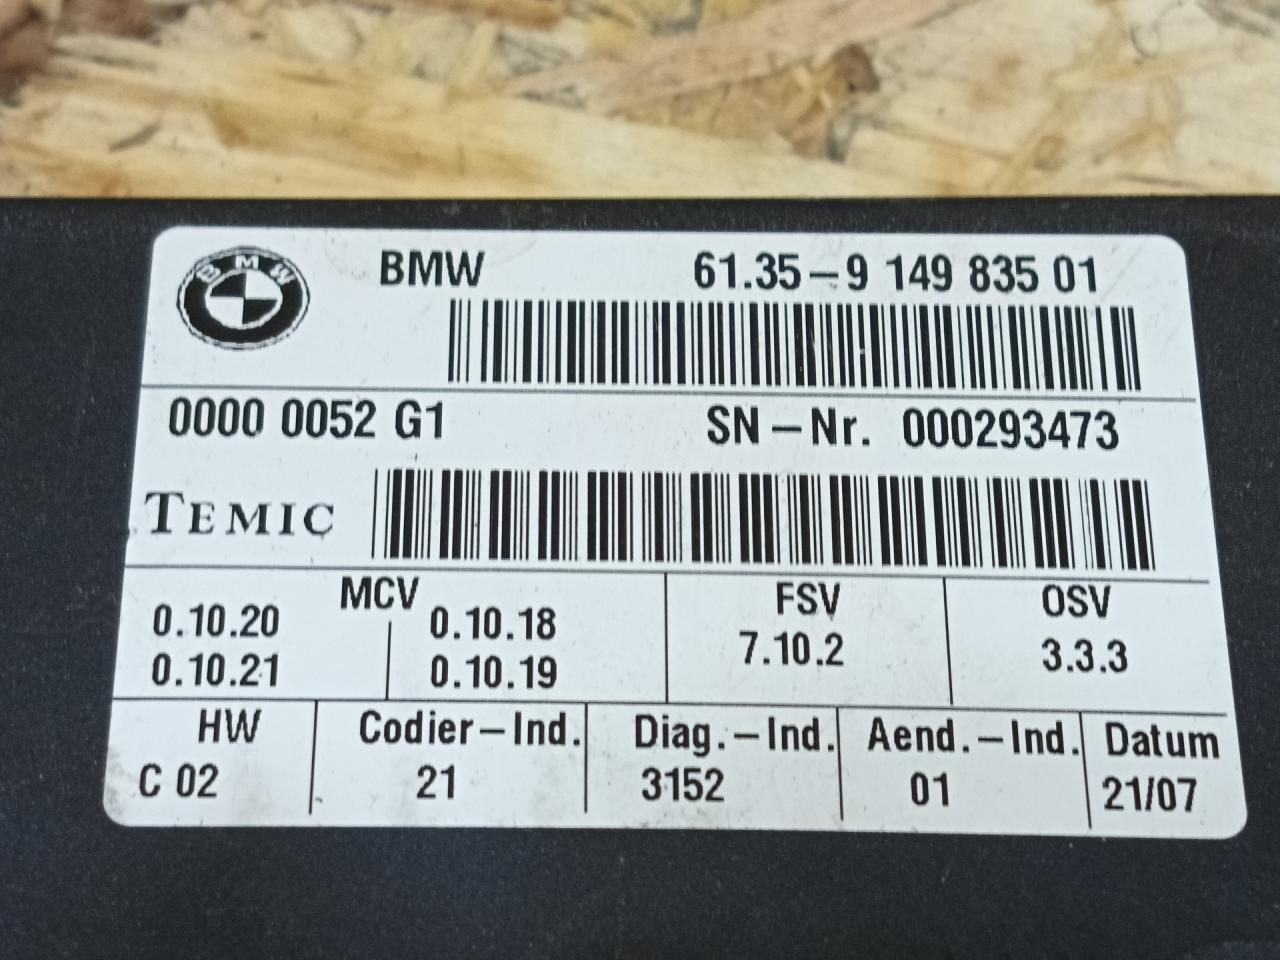 BMW
BMW 61.35-9 149 835 01
0000 0052 G1 SN-Nr. 000293473
TEMIC
MCV FSV OSV
0.10.20 0.10.18 7.10.2 3.3.3
0.10.21 0.10.19
HW Codier-Ind. Diag.-Ind. Aend.-Ind. Datum
C 02 21 3152 01 21/07